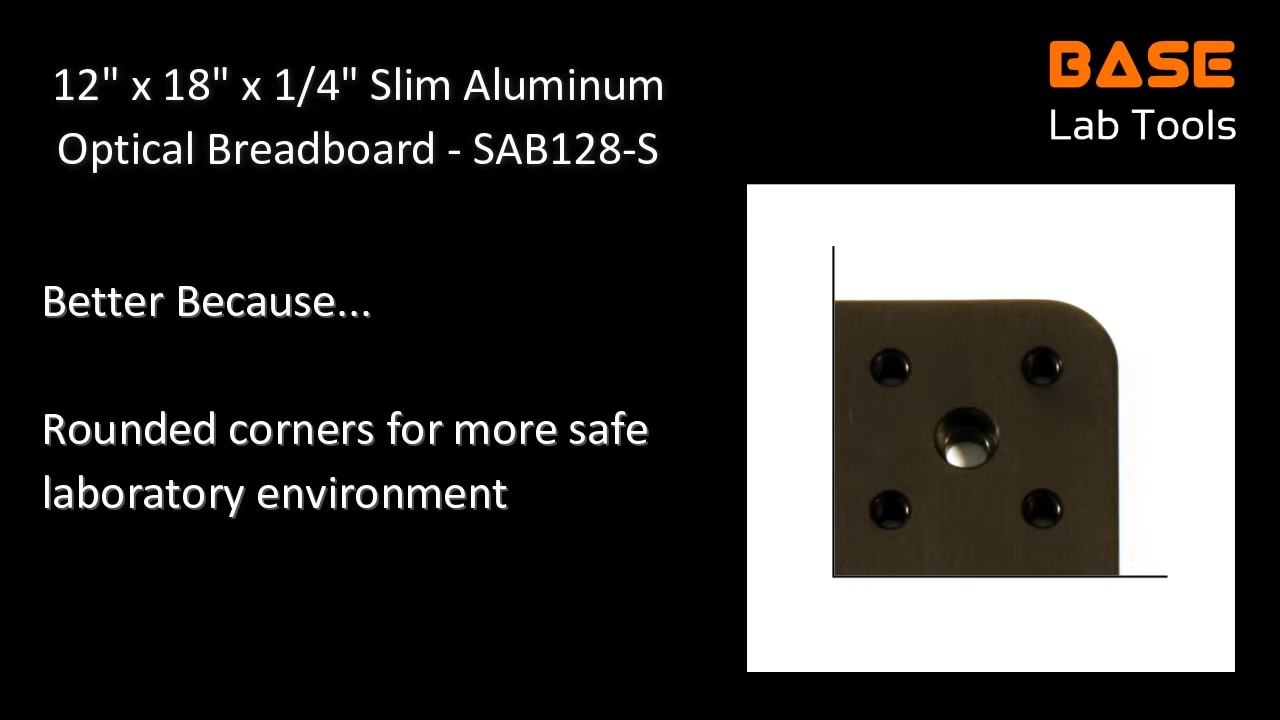 12" x 18" x 1/4" Slim Aluminum
Optical Breadboard - SAB128-S
BASE
Lab Tools
Better Because...
Rounded corners for more safe
laboratory environment